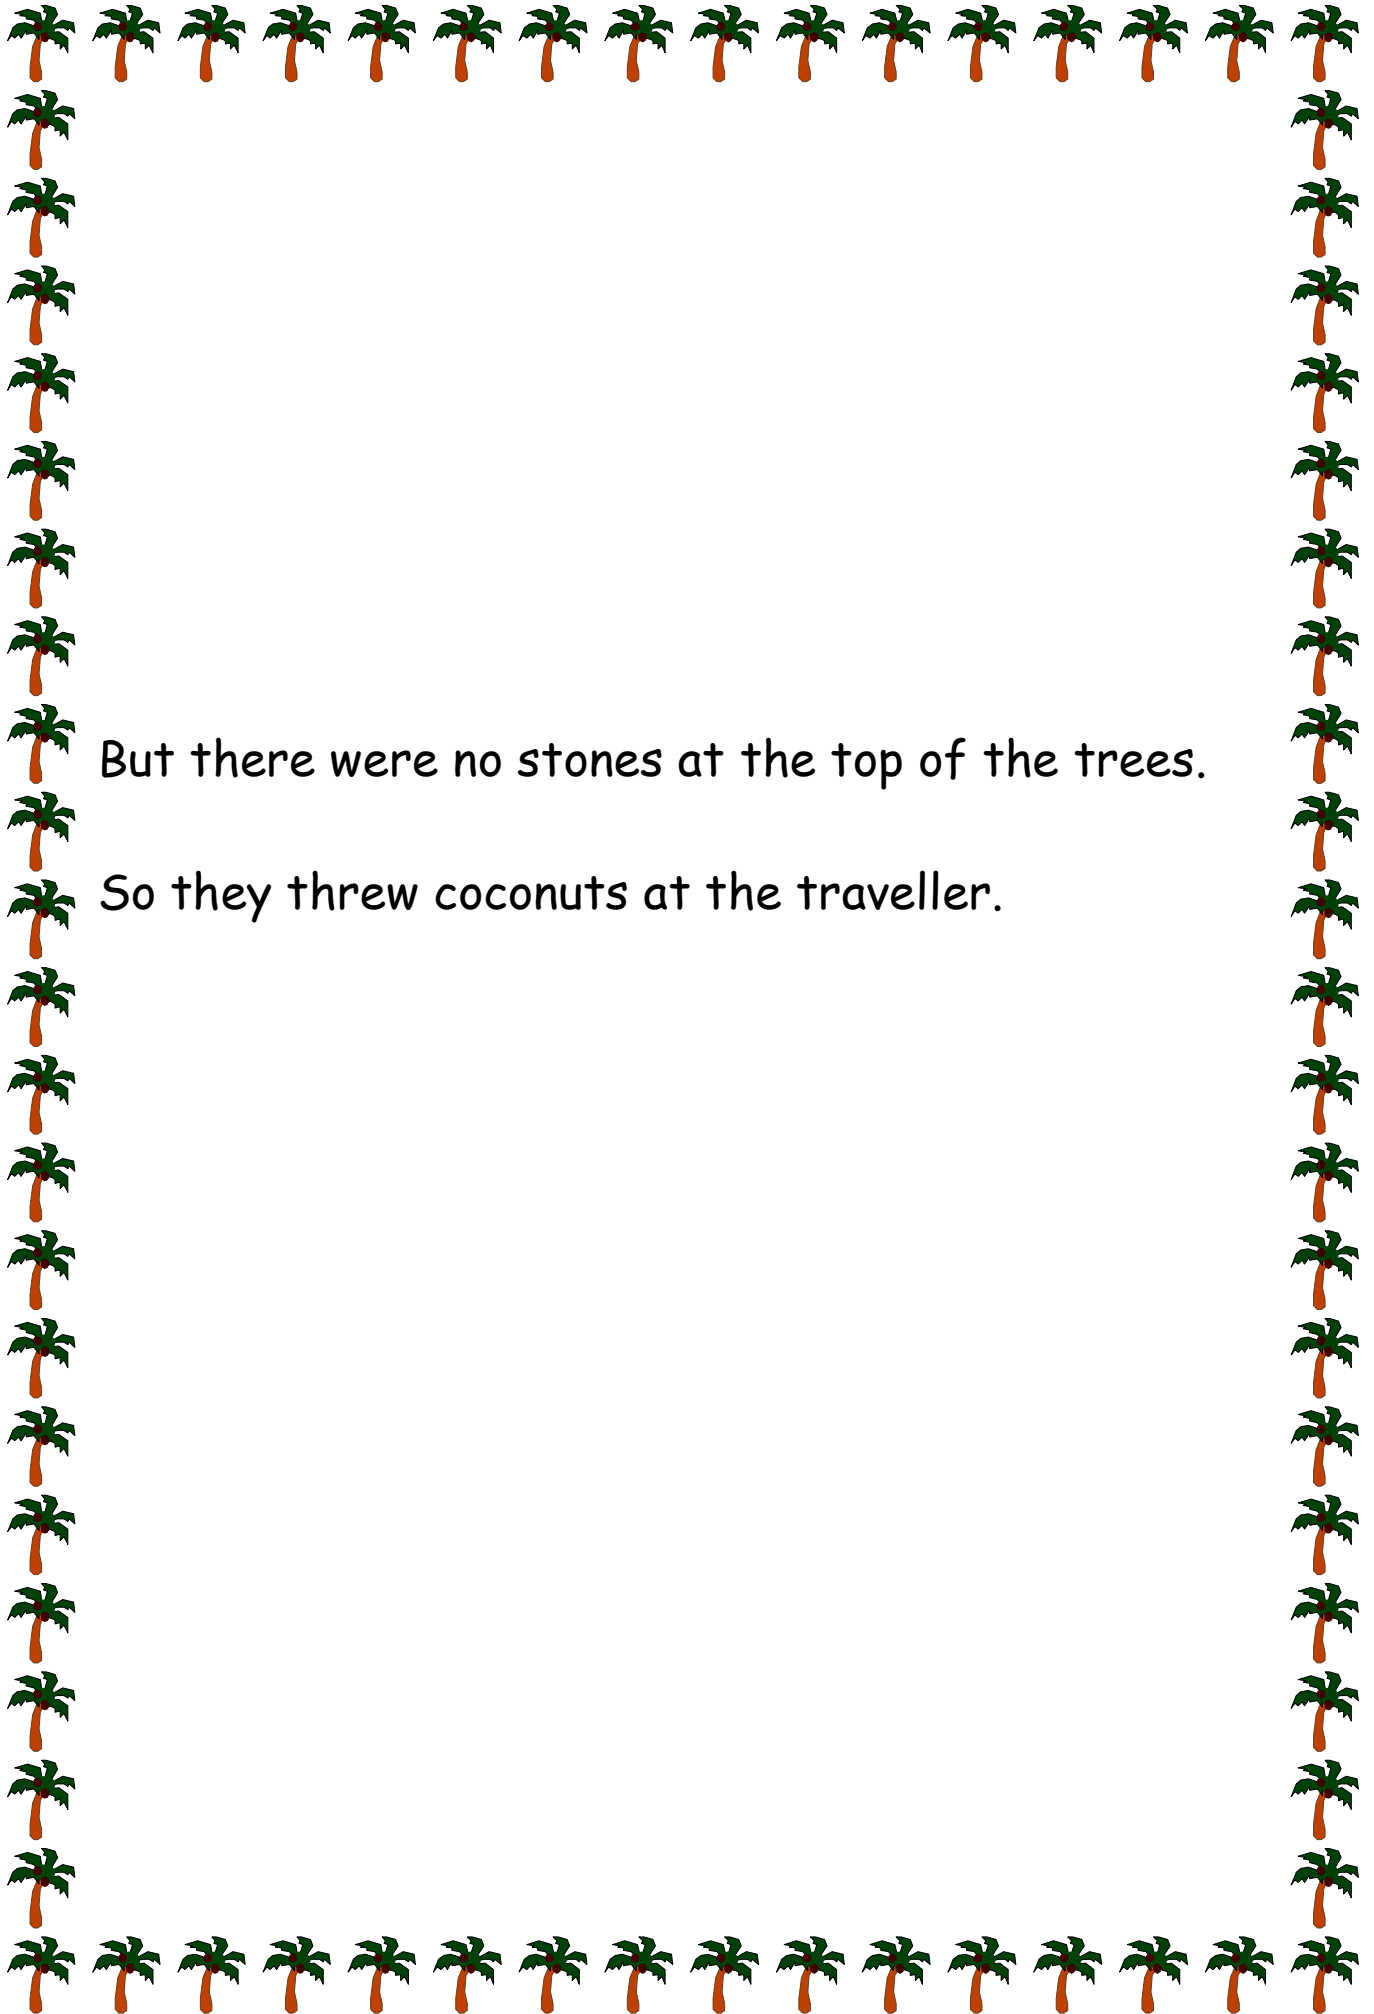 But there were no stones at the top of the trees.
So they threw coconuts at the traveller.